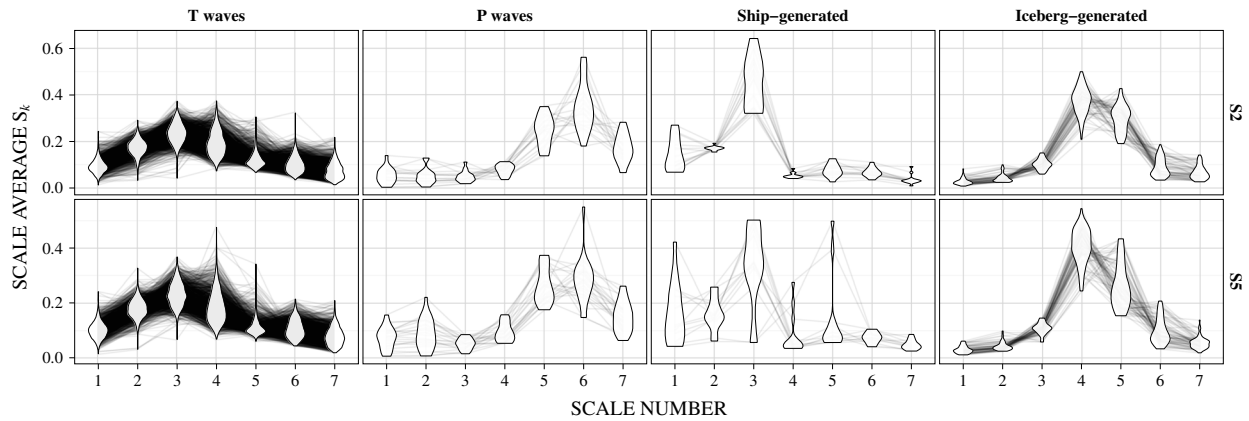 T waves P waves Ship−generated Iceberg−generated
SCALE AVERAGE Sk
0.6
0.4
0.2
0.0
S2
0.4
0.2
0.0
S5
1 2 3 4 5 6 7 1 2 3 4 5 6 7 1 2 3 4 5 6 7 1 2 3 4 5 6 7
SCALE NUMBER